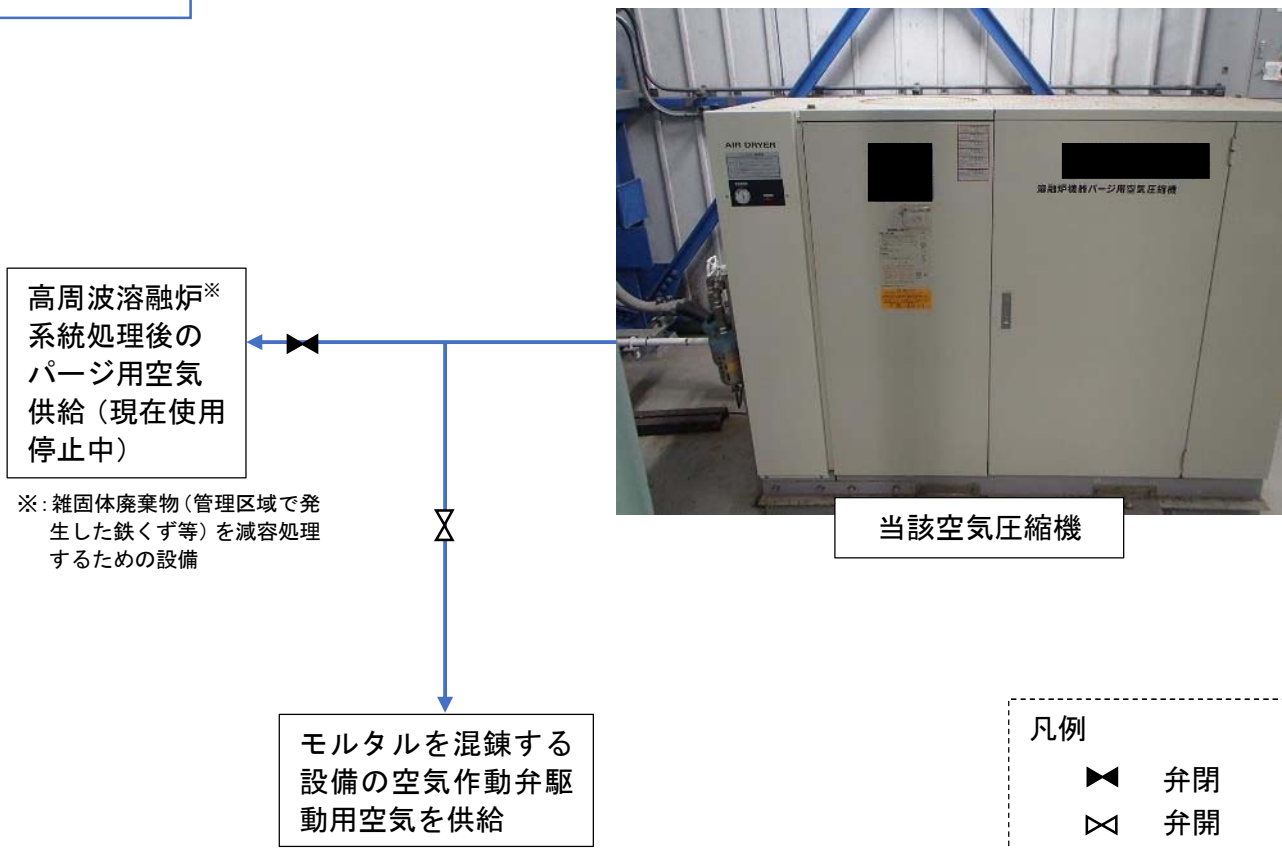 AIR DRYER
溶融炉機器パージ用空気圧縮機
高周波溶融炉※
系統処理後の
パージ用空気
供給（現在使用
停止中）
※：雑固体廃棄物（管理区域で発
生した鉄くず等）を減容処理
するための設備
当該空気圧縮機
モルタルを混錬する
設備の空気作動弁駆
動用空気を供給
凡例
弁閉
弁開